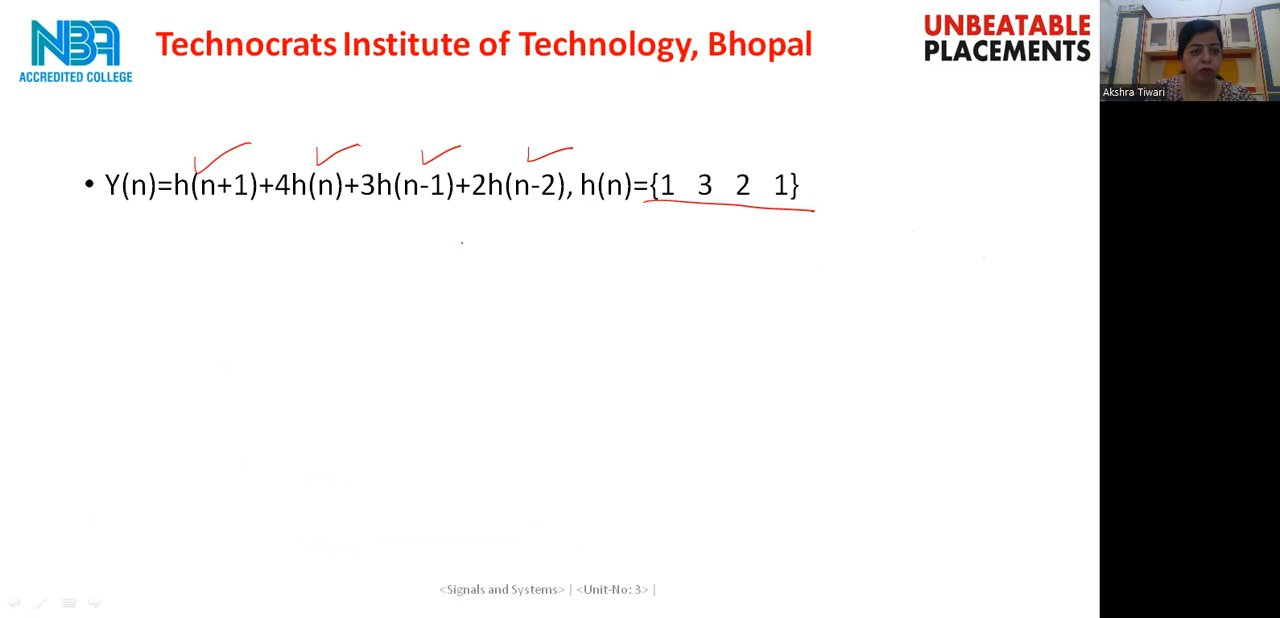 NBA
ACCREDITED COLLEGE
Technocrats Institute of Technology, Bhopal
UNBEATABLE
PLACEMENTS
Akshra Tiwari
• Y(n)=h(n+1)+4h(n)+3h(n-1)+2h(n-2), h(n)={1 3 2 1}
<Signals and Systems> | <Unit-No: 3> |